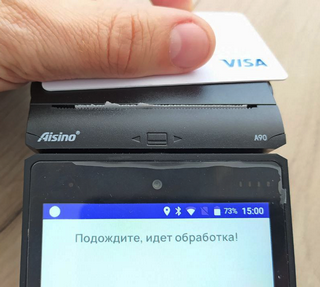 VISA
Aisino
A90
73% 15:00
Подождите, идет обработка!